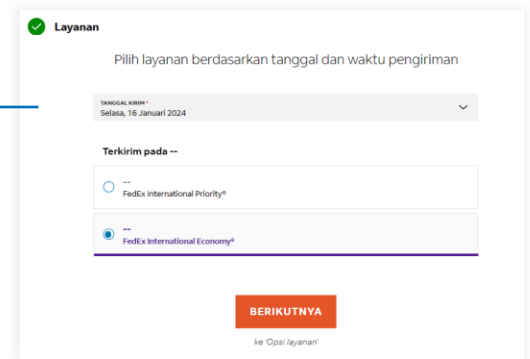 Layanan
Pilih layanan berdasarkan tanggal dan waktu pengiriman
TANGGAL KIRIM*
Selasa, 16 Januari 2024
Terkirim pada --
--
FedEx International Priority®
--
FedEx International Economy®
BERIKUTNYA
ke 'Opsi layanan'